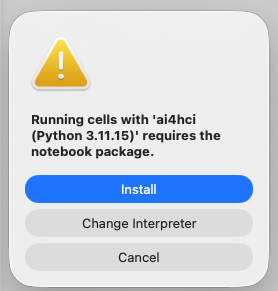 Running cells with 'ai4hci
(Python 3.11.15)' requires the
notebook package.
Install
Change Interpreter
Cancel